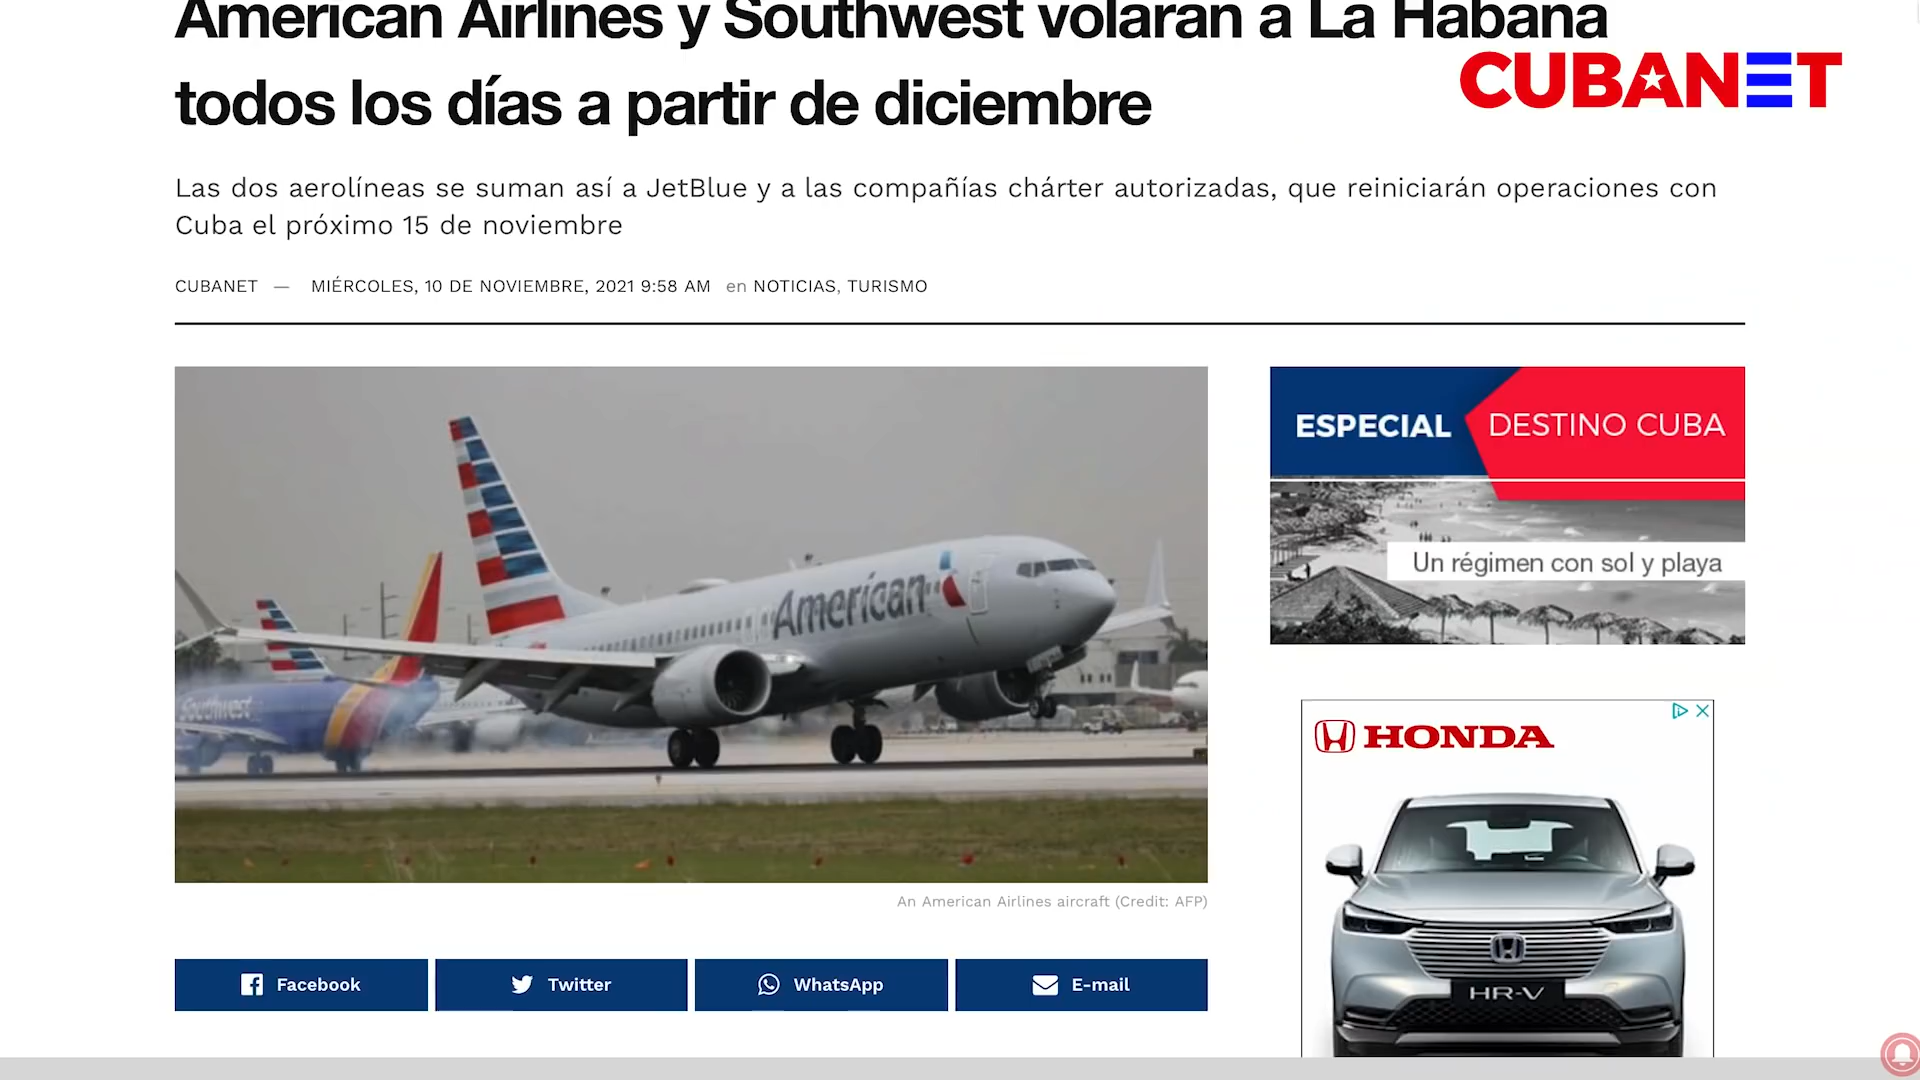 American Airlines y Southwest volarán a La Habana
todos los días a partir de diciembre
CUBANET
Las dos aerolíneas se suman así a JetBlue y a las compañías chárter autorizadas, que reiniciarán operaciones con
Cuba el próximo 15 de noviembre
CUBANET — MIÉRCOLES, 10 DE NOVIEMBRE, 2021 9:58 AM en NOTICIAS, TURISMO
American
Southwest
An American Airlines aircraft (Credit: AFP)
Facebook
Twitter
WhatsApp
E-mail
ESPECIAL DESTINO CUBA
Un régimen con sol y playa
HONDA
HR-V